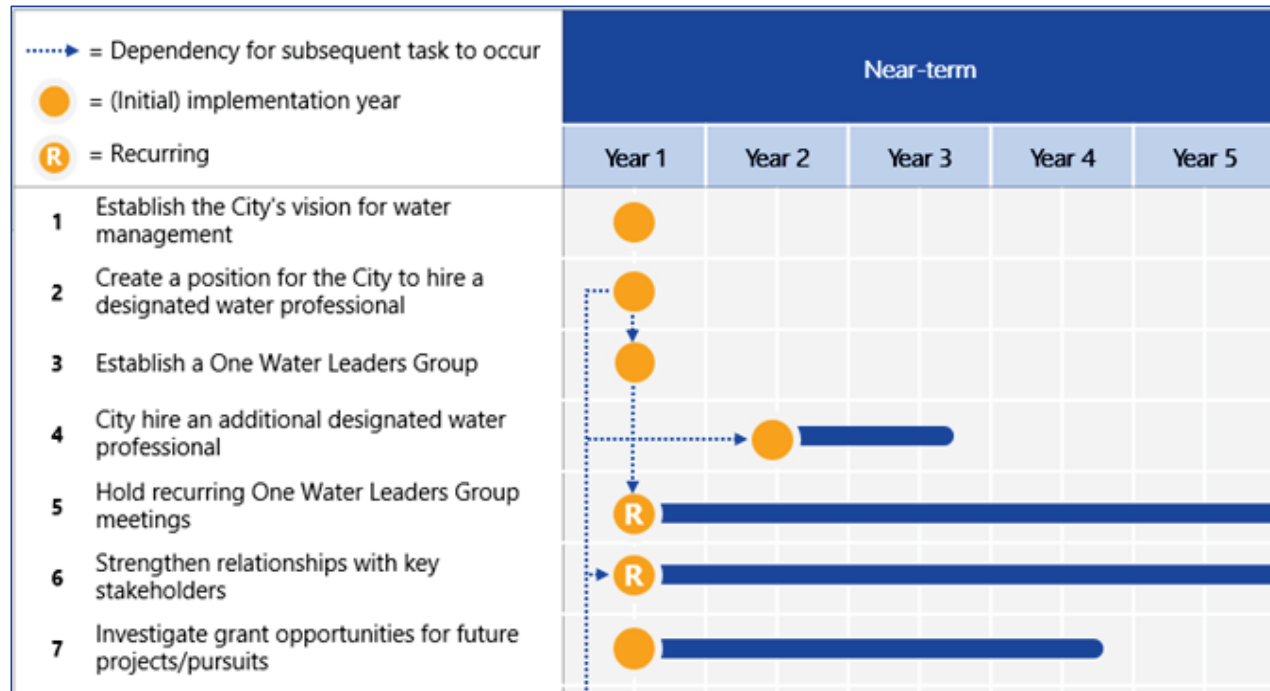 = Dependency for subsequent task to occur
= (Initial) implementation year
R = Recurring
Near-term
Year 1 Year 2 Year 3 Year 4 Year 5
1 Establish the City's vision for water
management
2 Create a position for the City to hire a
designated water professional
3 Establish a One Water Leaders Group
4 City hire an additional designated water
professional
5 Hold recurring One Water Leaders Group
meetings
R
6 Strengthen relationships with key
stakeholders
R
7 Investigate grant opportunities for future
projects/pursuits